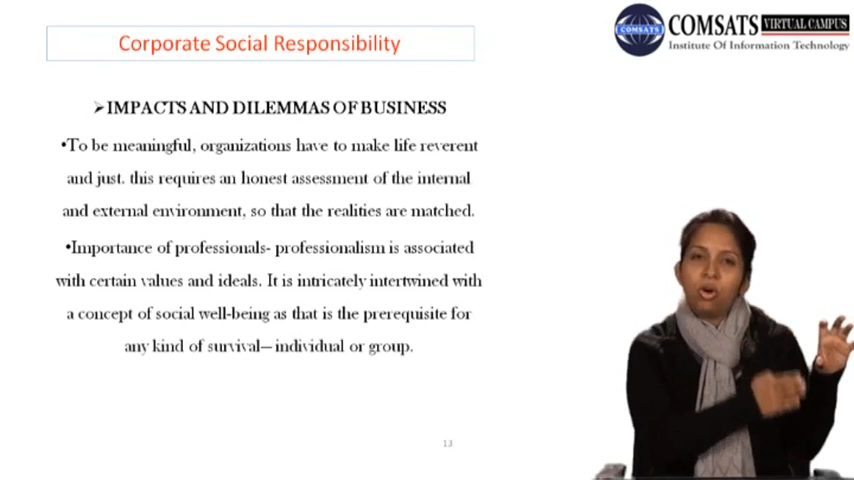 Corporate Social Responsibility
COMSATS
COMSATS VIRTUAL CAMPUS
Institute Of Information Technology
➢IMPACTS AND DILEMMAS OF BUSINESS
•To be meaningful, organizations have to make life reverent
and just. this requires an honest assessment of the internal
and external environment, so that the realities are matched.
•Importance of professionals- professionalism is associated
with certain values and ideals. It is intricately intertwined with
a concept of social well-being as that is the prerequisite for
any kind of survival— individual or group.
13